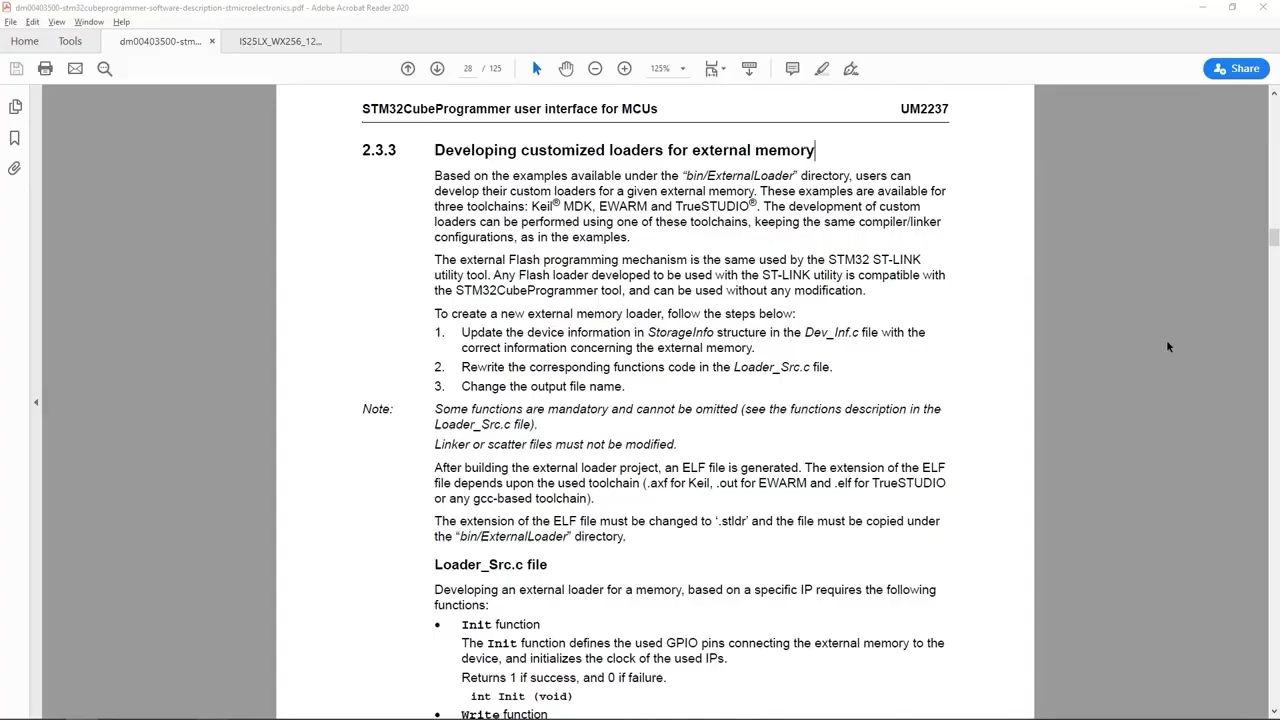 dm00403500-stm32cubeprogrammer-software-description-stmicroelectronics.pdf - Adobe Acrobat Reader 2020
File Edit View Window Help
Home Tools dm00403500-stm... × IS25LX_WX256_12...
28 / 125 125% Share
STM32CubeProgrammer user interface for MCUs UM2237
2.3.3 Developing customized loaders for external memory
Based on the examples available under the “bin/ExternalLoader” directory, users can
develop their custom loaders for a given external memory. These examples are available for
three toolchains: Keil® MDK, EWARM and TrueSTUDIO®. The development of custom
loaders can be performed using one of these toolchains, keeping the same compiler/linker
configurations, as in the examples.
The external Flash programming mechanism is the same used by the STM32 ST-LINK
utility tool. Any Flash loader developed to be used with the ST-LINK utility is compatible with
the STM32CubeProgrammer tool, and can be used without any modification.
To create a new external memory loader, follow the steps below:
1. Update the device information in StorageInfo structure in the Dev_Inf.c file with the
correct information concerning the external memory.
2. Rewrite the corresponding functions code in the Loader_Src.c file.
3. Change the output file name.
Note: Some functions are mandatory and cannot be omitted (see the functions description in the
Loader_Src.c file).
Linker or scatter files must not be modified.
After building the external loader project, an ELF file is generated. The extension of the ELF
file depends upon the used toolchain (.axf for Keil, .out for EWARM and .elf for TrueSTUDIO
or any gcc-based toolchain).
The extension of the ELF file must be changed to ‘.stldr’ and the file must be copied under
the “bin/ExternalLoader” directory.
Loader_Src.c file
Developing an external loader for a memory, based on a specific IP requires the following
functions:
• Init function
The Init function defines the used GPIO pins connecting the external memory to the
device, and initializes the clock of the used IPs.
Returns 1 if success, and 0 if failure.
int Init (void)
• Write function